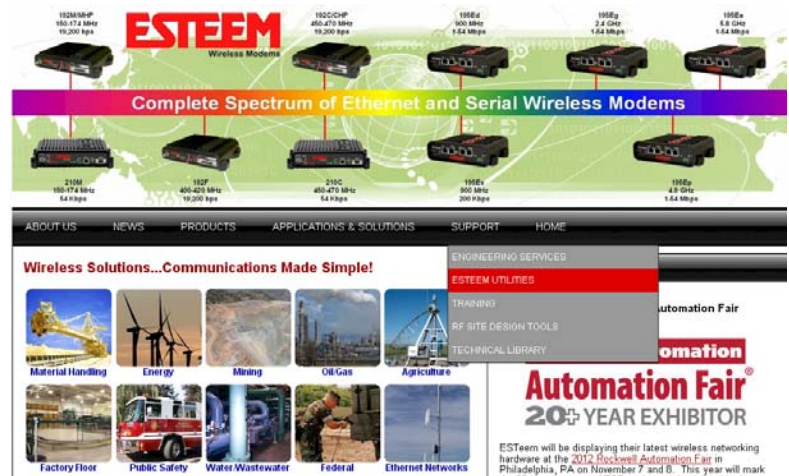 192M/MHP
150-174 MHz
19,200 bps
ESTEEM
Wireless Modems
192C/CHP
450-470 MHz
19,200 bps
195Ed
900 MHz
1-54 Mbps
195Eg
2.4 GHz
1-54 Mbps
195Ea
5.8 GHz
1-54 Mbps
Complete Spectrum of Ethernet and Serial Wireless Modems
210M
150-174 MHz
54 Kbps
192F
400-420 MHz
19,200 bps
210C
450-470 MHz
54 Kbps
195Es
900 MHz
200 Kbps
195Ep
4.9 GHz
1-54 Mbps
ABOUT US NEWS PRODUCTS APPLICATIONS & SOLUTIONS SUPPORT HOME
ENGINEERING SERVICES
ESTEEM UTILITIES
TRAINING
RF SITE DESIGN TOOLS
TECHNICAL LIBRARY
Wireless Solutions...Communications Made Simple!
Material Handling Energy Mining Oil/Gas Agriculture
Factory Floor Public Safety Water/Wastewater Federal Ethernet Networks
utomation Fair
omation
Automation Fair®
20th YEAR EXHIBITOR
ESTeem will be displaying their latest wireless networking
hardware at the 2012 Rockwell Automation Fair in
Philadelphia, PA on November 7 and 8. This year will mark